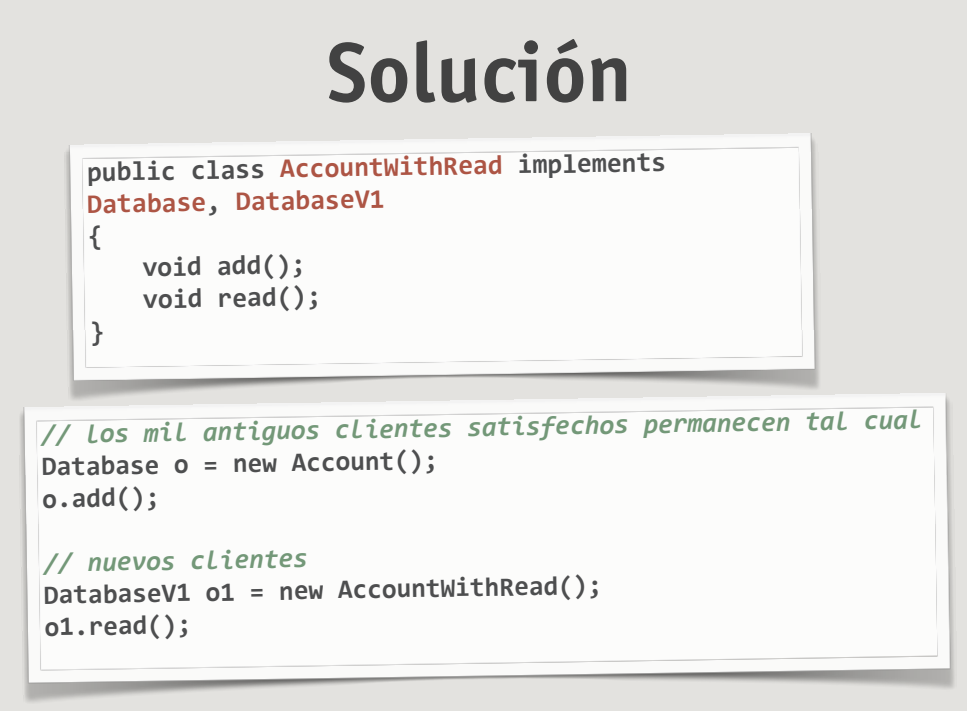 Solución
public class AccountWithRead implements
Database, DatabaseV1
{
    void add();
    void read();
}
// los mil antiguos clientes satisfechos permanecen tal cual
Database o = new Account();
o.add();
// nuevos clientes
DatabaseV1 o1 = new AccountWithRead();
o1.read();